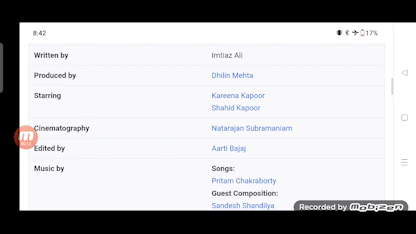 8:42 17%
Written by Imtiaz Ali
Produced by Dhilin Mehta
Starring Kareena Kapoor
Shahid Kapoor
Cinematography Natarajan Subramaniam
Edited by Aarti Bajaj
Music by Songs:
Pritam Chakraborty
Guest Composition:
Sandesh Shandilya
Recorded by Mobizen